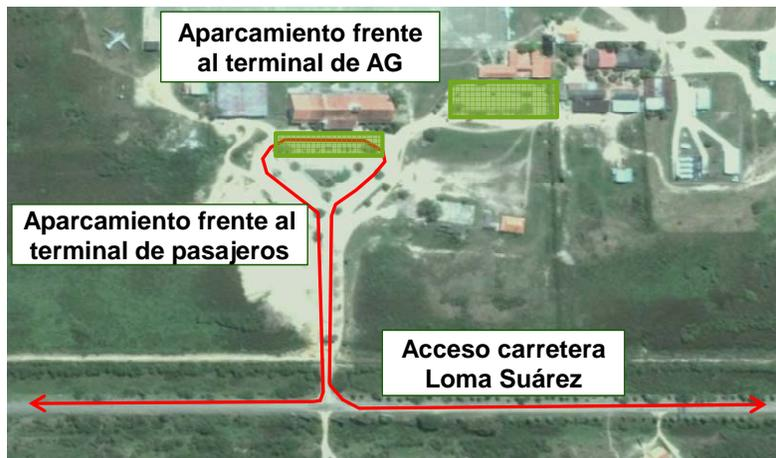 Aparcamiento frente
al terminal de AG
Aparcamiento frente al
terminal de pasajeros
Acceso carretera
Loma Suárez